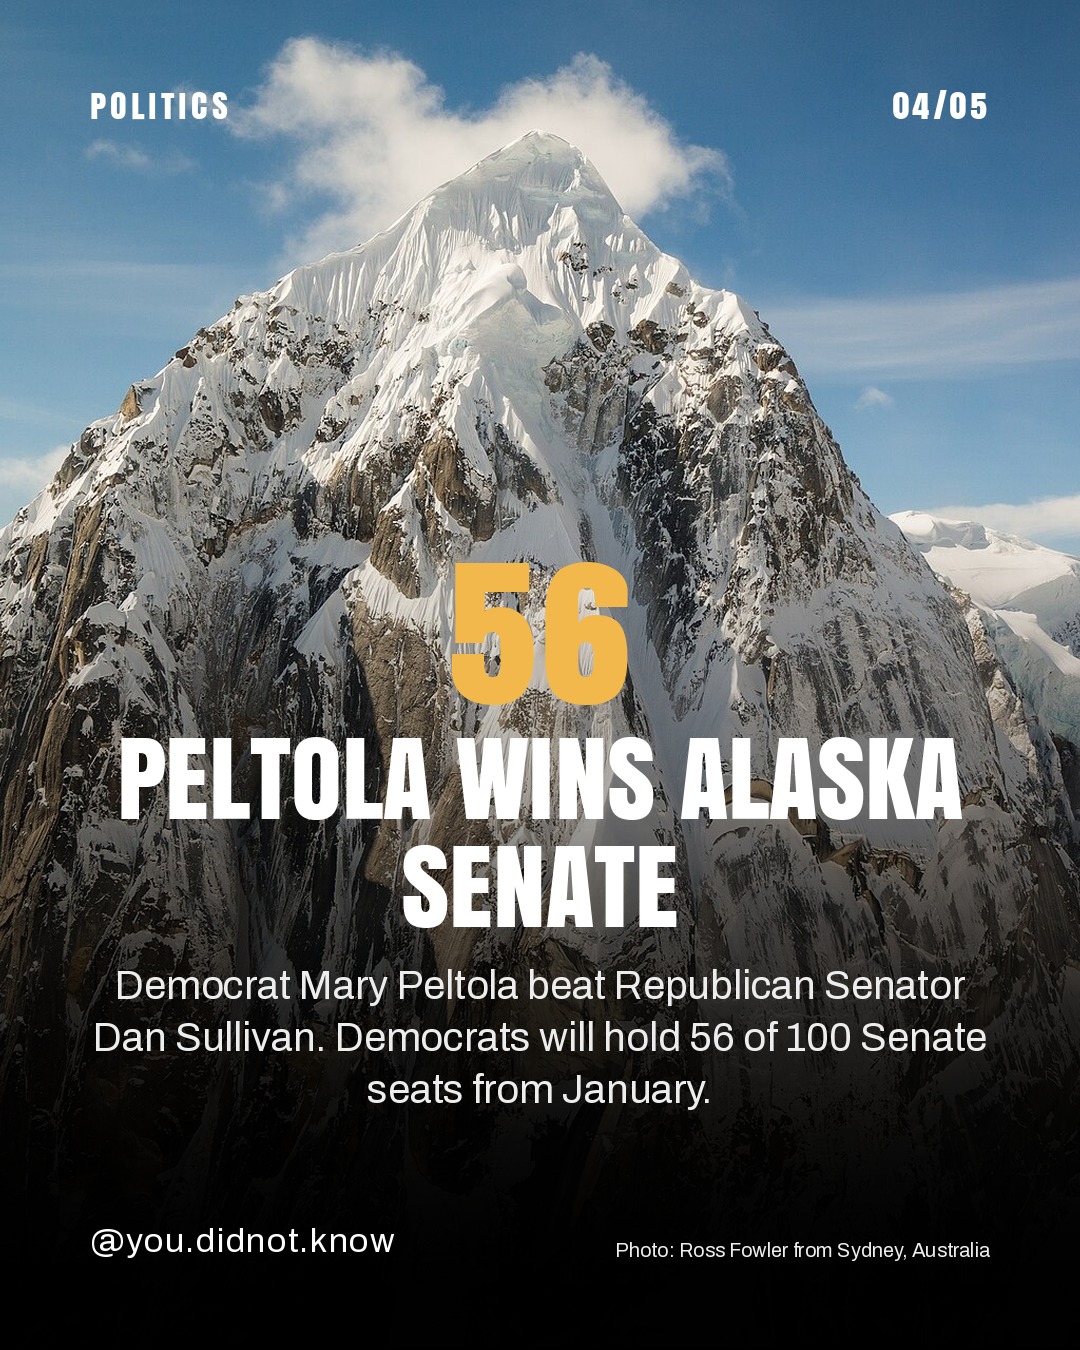 POLITICS
04/05
56
PELTOLA WINS ALASKA
SENATE
Democrat Mary Peltola beat Republican Senator
Dan Sullivan. Democrats will hold 56 of 100 Senate
seats from January.
@you.didnot.know
Photo: Ross Fowler from Sydney, Australia